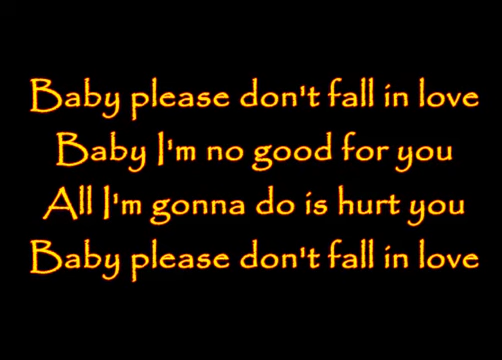 Baby please don't fall in love
Baby I'm no good for you
All I'm gonna do is hurt you
Baby please don't fall in love